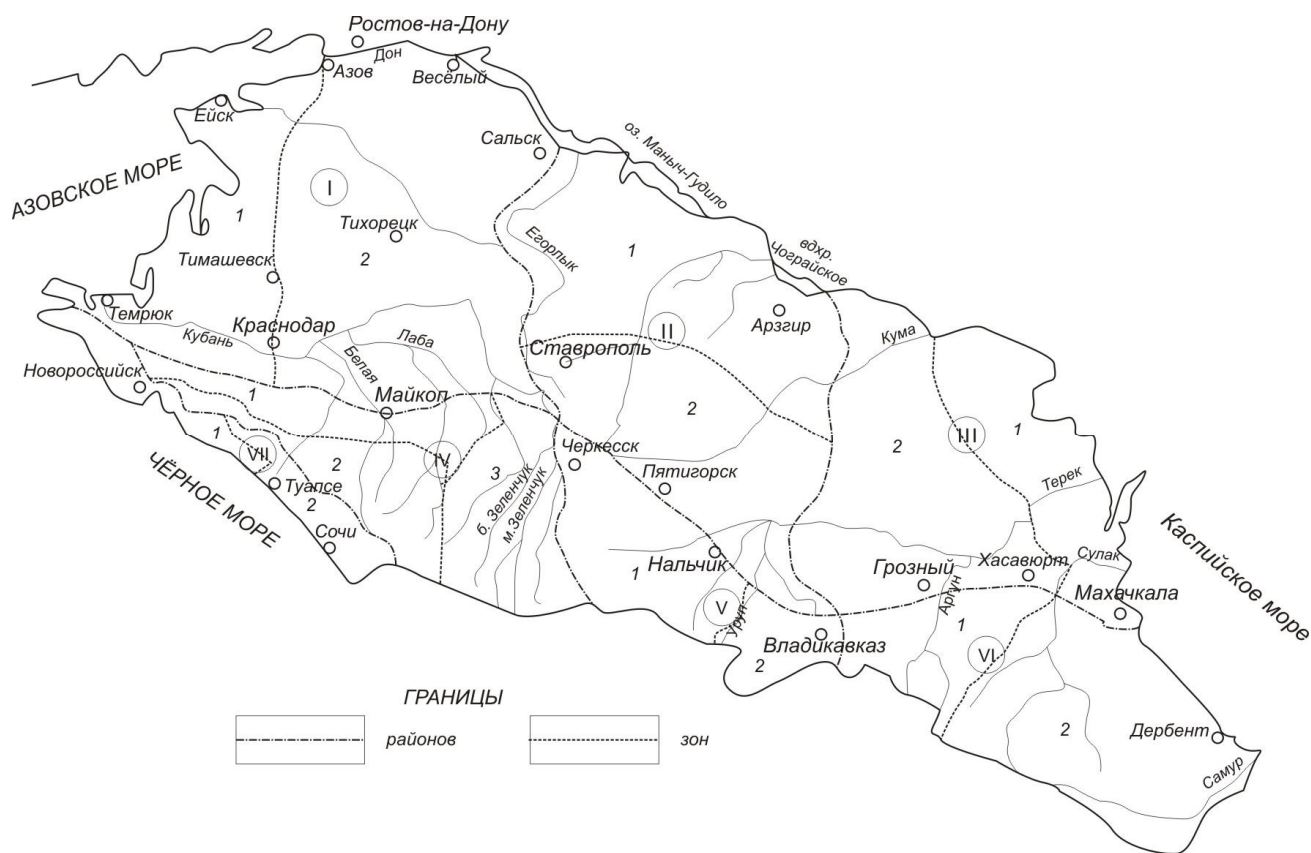 Ростов-на-Дону
Дон
Азов
Весёлый
Ейск
Сальск
оз. Маныч-Гудило
АЗОВСКОЕ МОРЕ
I
1
Тихорецк
2
Егорлык
1
вдхр.
Чограйское
Тимашевск
Темрюк
Кубань
Краснодар
Лаба
Белая
II
Арзгир
Кума
Ставрополь
Новороссийск
1
Майкоп
2
III
1
2
1
VII
2
IV
3
Черкесск
Пятигорск
Терек
ЧЁРНОЕ МОРЕ
Туапсе
2
Сочи
б. Зеленчук
м.Зеленчук
Каспийское море
1
Нальчик
Грозный
Хасавюрт
Сулак
Аргун
Махачкала
V
Уруп
1
Владикавказ
VI
2
2
Дербент
Самур
ГРАНИЦЫ
районов
зон